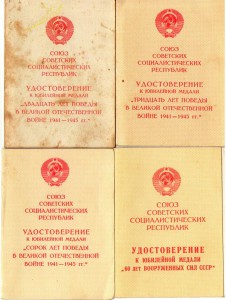 СОЮЗ
СОВЕТСКИХ
СОЦИАЛИСТИЧЕСКИХ
РЕСПУБЛИК
УДОСТОВЕРЕНИЕ
К ЮБИЛЕЙНОЙ МЕДАЛИ
„ДВАДЦАТЬ ЛЕТ ПОБЕДЫ
В ВЕЛИКОЙ ОТЕЧЕСТВЕННОЙ
ВОЙНЕ 1941—1945 гг.“
СОЮЗ
СОВЕТСКИХ
СОЦИАЛИСТИЧЕСКИХ
РЕСПУБЛИК
УДОСТОВЕРЕНИЕ
К ЮБИЛЕЙНОЙ МЕДАЛИ
„ТРИДЦАТЬ ЛЕТ ПОБЕДЫ
В ВЕЛИКОЙ ОТЕЧЕСТВЕННОЙ
ВОЙНЕ 1941—1945 гг.“
СОЮЗ
СОВЕТСКИХ
СОЦИАЛИСТИЧЕСКИХ
РЕСПУБЛИК
УДОСТОВЕРЕНИЕ
К ЮБИЛЕЙНОЙ МЕДАЛИ
„СОРОК ЛЕТ ПОБЕДЫ
В ВЕЛИКОЙ ОТЕЧЕСТВЕННОЙ
ВОЙНЕ 1941—1945 гг.“
СОЮЗ
СОВЕТСКИХ
СОЦИАЛИСТИЧЕСКИХ
РЕСПУБЛИК
УДОСТОВЕРЕНИЕ
К ЮБИЛЕЙНОЙ МЕДАЛИ
ЛЕТ ВООРУЖЕННЫХ СИЛ СССР“